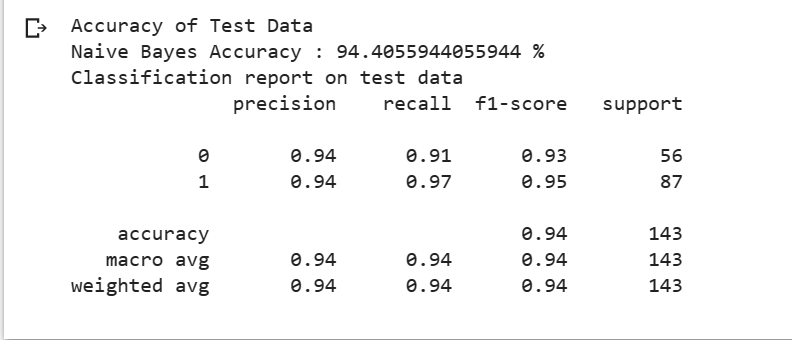 Accuracy of Test Data
Naive Bayes Accuracy : 94.4055944055944 %
Classification report on test data
precision recall f1-score support
0 0.94 0.91 0.93 56
1 0.94 0.97 0.95 87
accuracy 0.94 143
macro avg 0.94 0.94 0.94 143
weighted avg 0.94 0.94 0.94 143